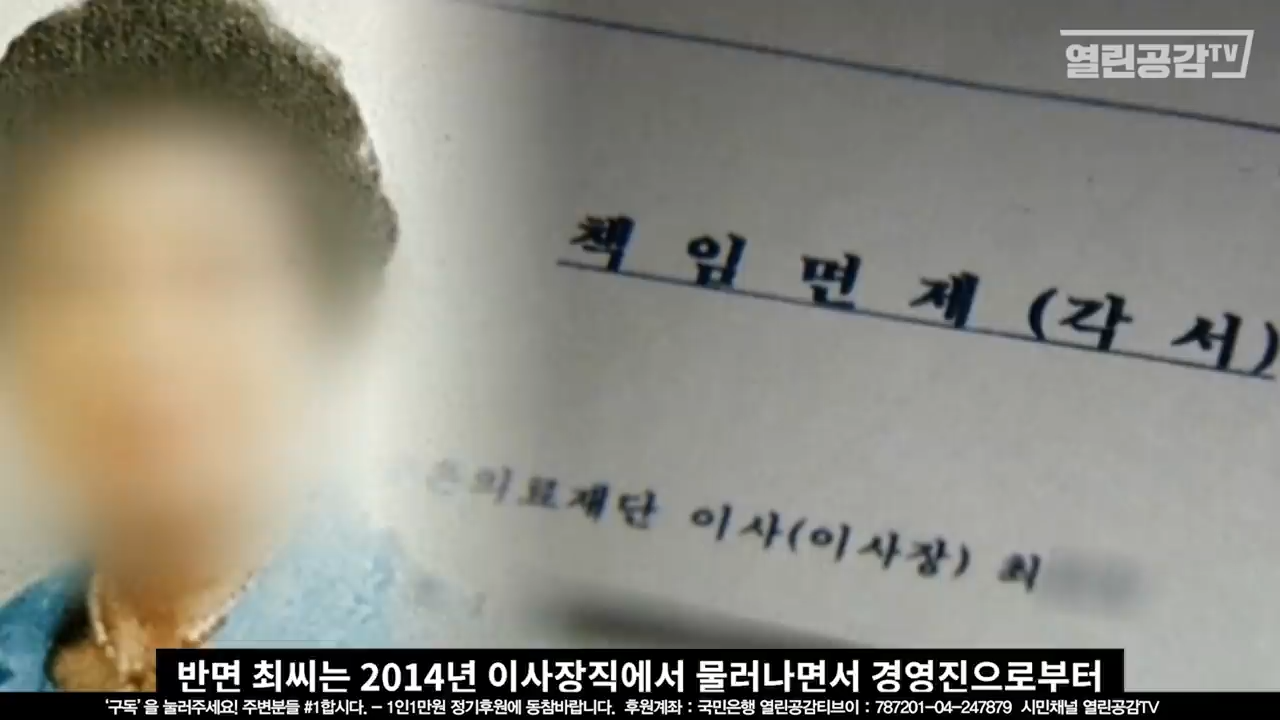 열린공감TV
책 임 면 제 (각 서)
의료재단 이사(이사장) 최
반면 최씨는 2014년 이사장직에서 물러나면서 경영진으로부터
‘구독’을 눌러주세요! 주변분들 #1합시다. - 1인1만원 정기후원에 동참바랍니다. 후원계좌 : 국민은행 열린공감티브이 : 787201-04-247879 시민채널 열린공감TV